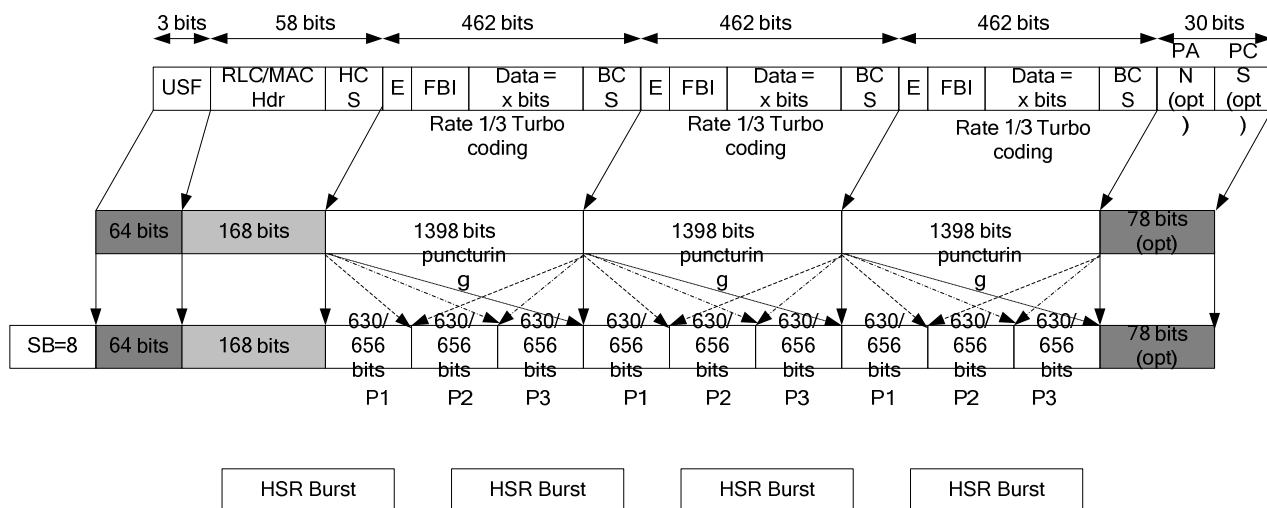 3 bits
58 bits
462 bits
462 bits
462 bits
30 bits
USF
RLC/MAC
Hdr
HC
S
E
FBI
Data =
x bits
BC
S
E
FBI
Data =
x bits
BC
S
E
FBI
Data =
x bits
BC
S
PA
N
(opt
)
PC
S
(opt
)
Rate 1/3 Turbo
coding
Rate 1/3 Turbo
coding
Rate 1/3 Turbo
coding
64 bits
168 bits
1398 bits
puncturin
g
1398 bits
puncturin
g
1398 bits
puncturin
g
78 bits
(opt)
SB=8
64 bits
168 bits
630/
656
bits
630/
656
bits
630/
656
bits
630/
656
bits
630/
656
bits
630/
656
bits
630/
656
bits
630/
656
bits
630/
656
bits
78 bits
(opt)
P1
P2
P3
P1
P2
P3
P1
P2
P3
HSR Burst
HSR Burst
HSR Burst
HSR Burst